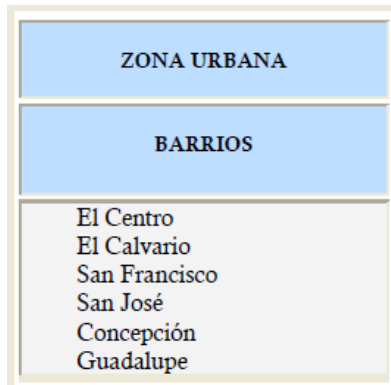 ZONA URBANA
BARRIOS
El Centro
El Calvario
San Francisco
San José
Concepción
Guadalupe